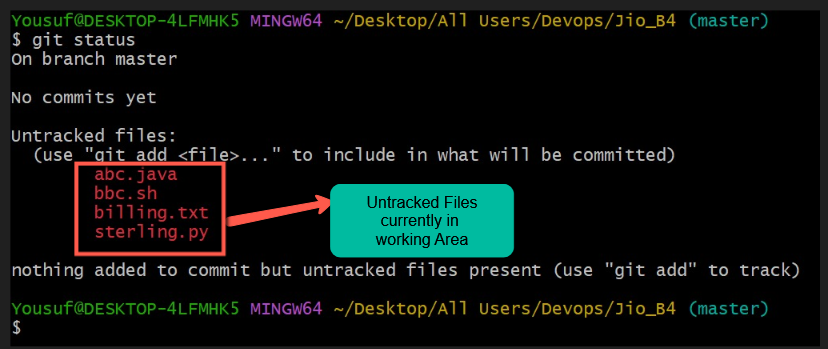 Yousuf@DESKTOP-4LFMHK5 MINGW64 ~/Desktop/All Users/Devops/Jio_B4 (master)
$ git status
On branch master
No commits yet
Untracked files:
(use "git add <file>..." to include in what will be committed)
abc.java
bbc.sh
billing.txt
sterling.py
Untracked Files
currently in
working Area
nothing added to commit but untracked files present (use "git add" to track)
Yousuf@DESKTOP-4LFMHK5 MINGW64 ~/Desktop/All Users/Devops/Jio_B4 (master)
$